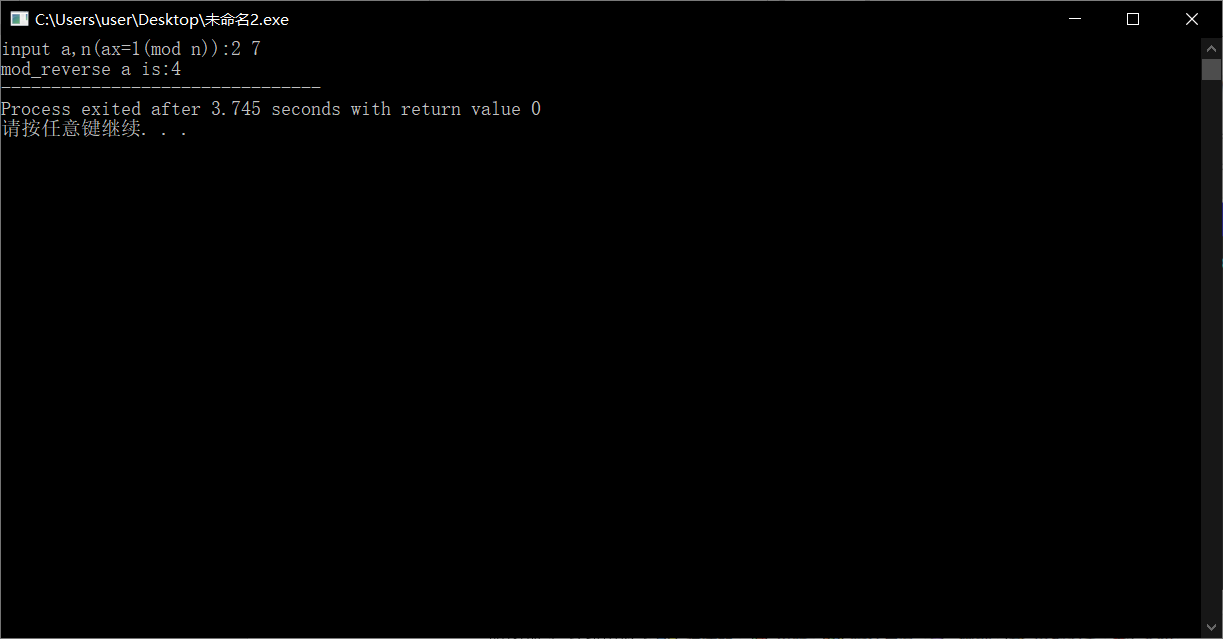 C:\Users\user\Desktop\未命名2.exe
input a,n(ax=1(mod n)):2 7
mod_reverse a is:4
--------------------------------
Process exited after 3.745 seconds with return value 0
请按任意键继续. . .